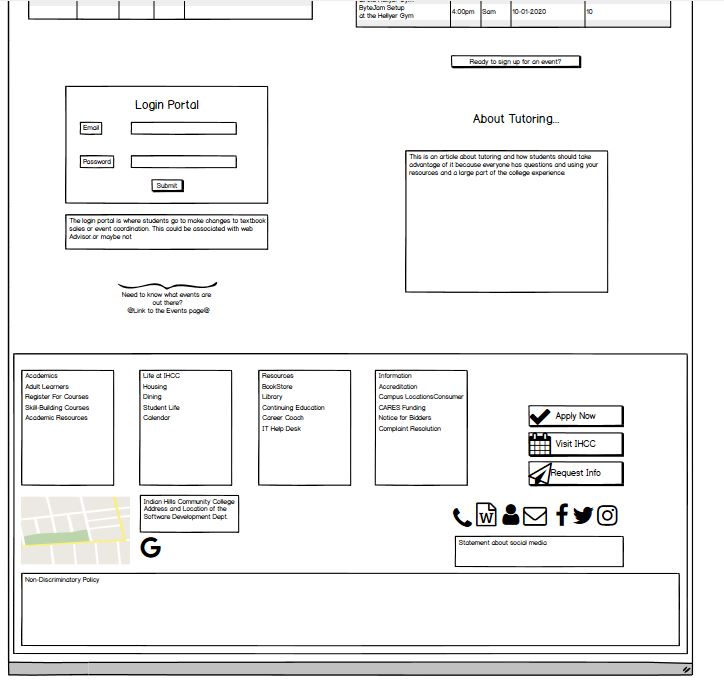 ByteJam Setup
at the Hellyer Gym
4:00pm
Sam
10-01-2020
10
Ready to sign up for an event?
Login Portal
Email
Password
Submit
The login portal is where students go to make changes to textbook
sales or event coordination. This could be associated with web
Advisor.or maybe not
Need to know what events are
out there?
@Link to the Events page@
About Tutoring...
This is an article about tutoring and how students should take
advantage of it because everyone has questions and using your
resources and a large part of the college experience
Academics
Adult Learners
Register For Courses
Skill-Building Courses
Academic Resources
Life at IHCC
Housing
Dining
Student Life
Calendar
Resources
BookStore
Library
Continuing Education
Career Coach
IT Help Desk
Information
Accreditation
Campus LocationsConsumer
CARES Funding
Notice for Bidders
Complaint Resolution
Apply Now
Visit IHCC
Request Info
Indian Hills Community College
Address and Location of the
Software Development Dept.
G
W
Statement about social media
Non-Discriminatory Policy